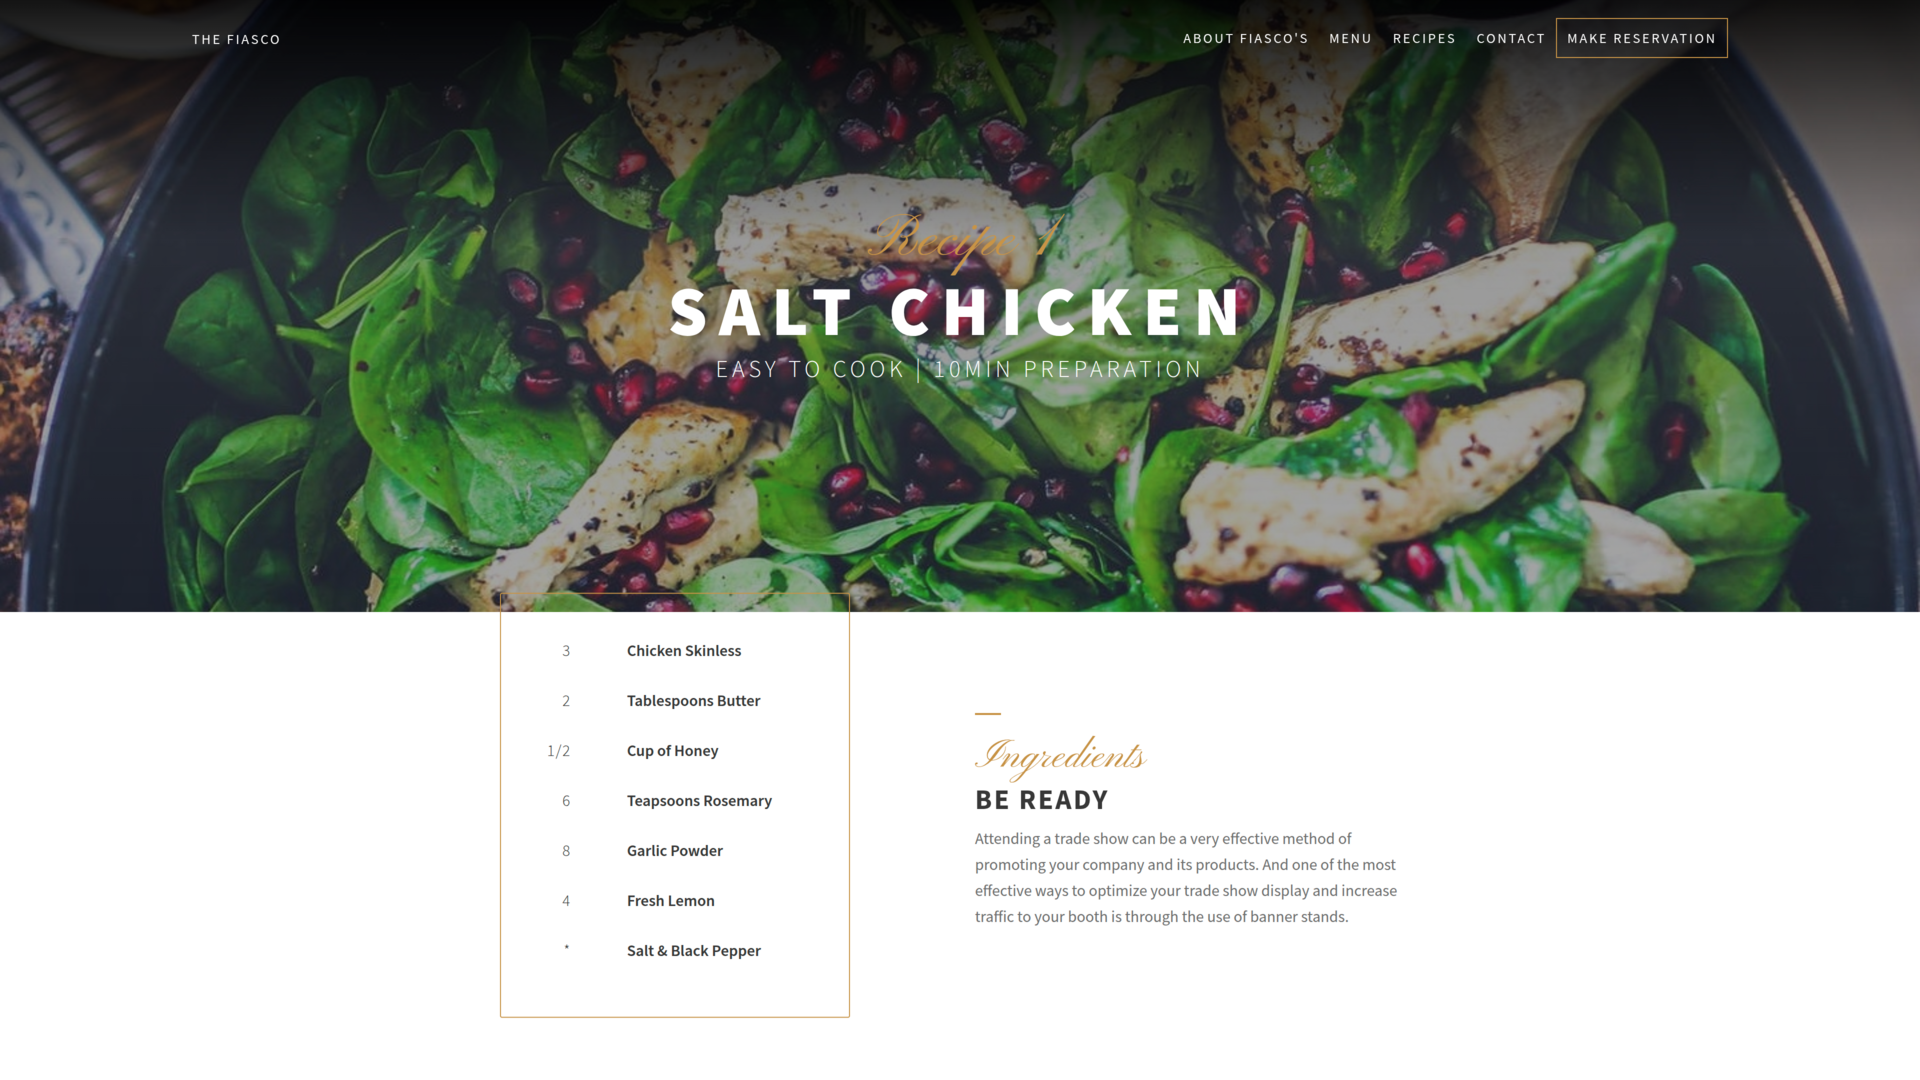 THE FIASCO
ABOUT FIASCO'S MENU RECIPES CONTACT MAKE RESERVATION
Recipe 1
SALT CHICKEN
EASY TO COOK | 10MIN PREPARATION
3 Chicken Skinless
2 Tablespoons Butter
1/2 Cup of Honey
6 Teapsoons Rosemary
8 Garlic Powder
4 Fresh Lemon
* Salt & Black Pepper
Ingredients
BE READY
Attending a trade show can be a very effective method of
promoting your company and its products. And one of the most
effective ways to optimize your trade show display and increase
traffic to your booth is through the use of banner stands.